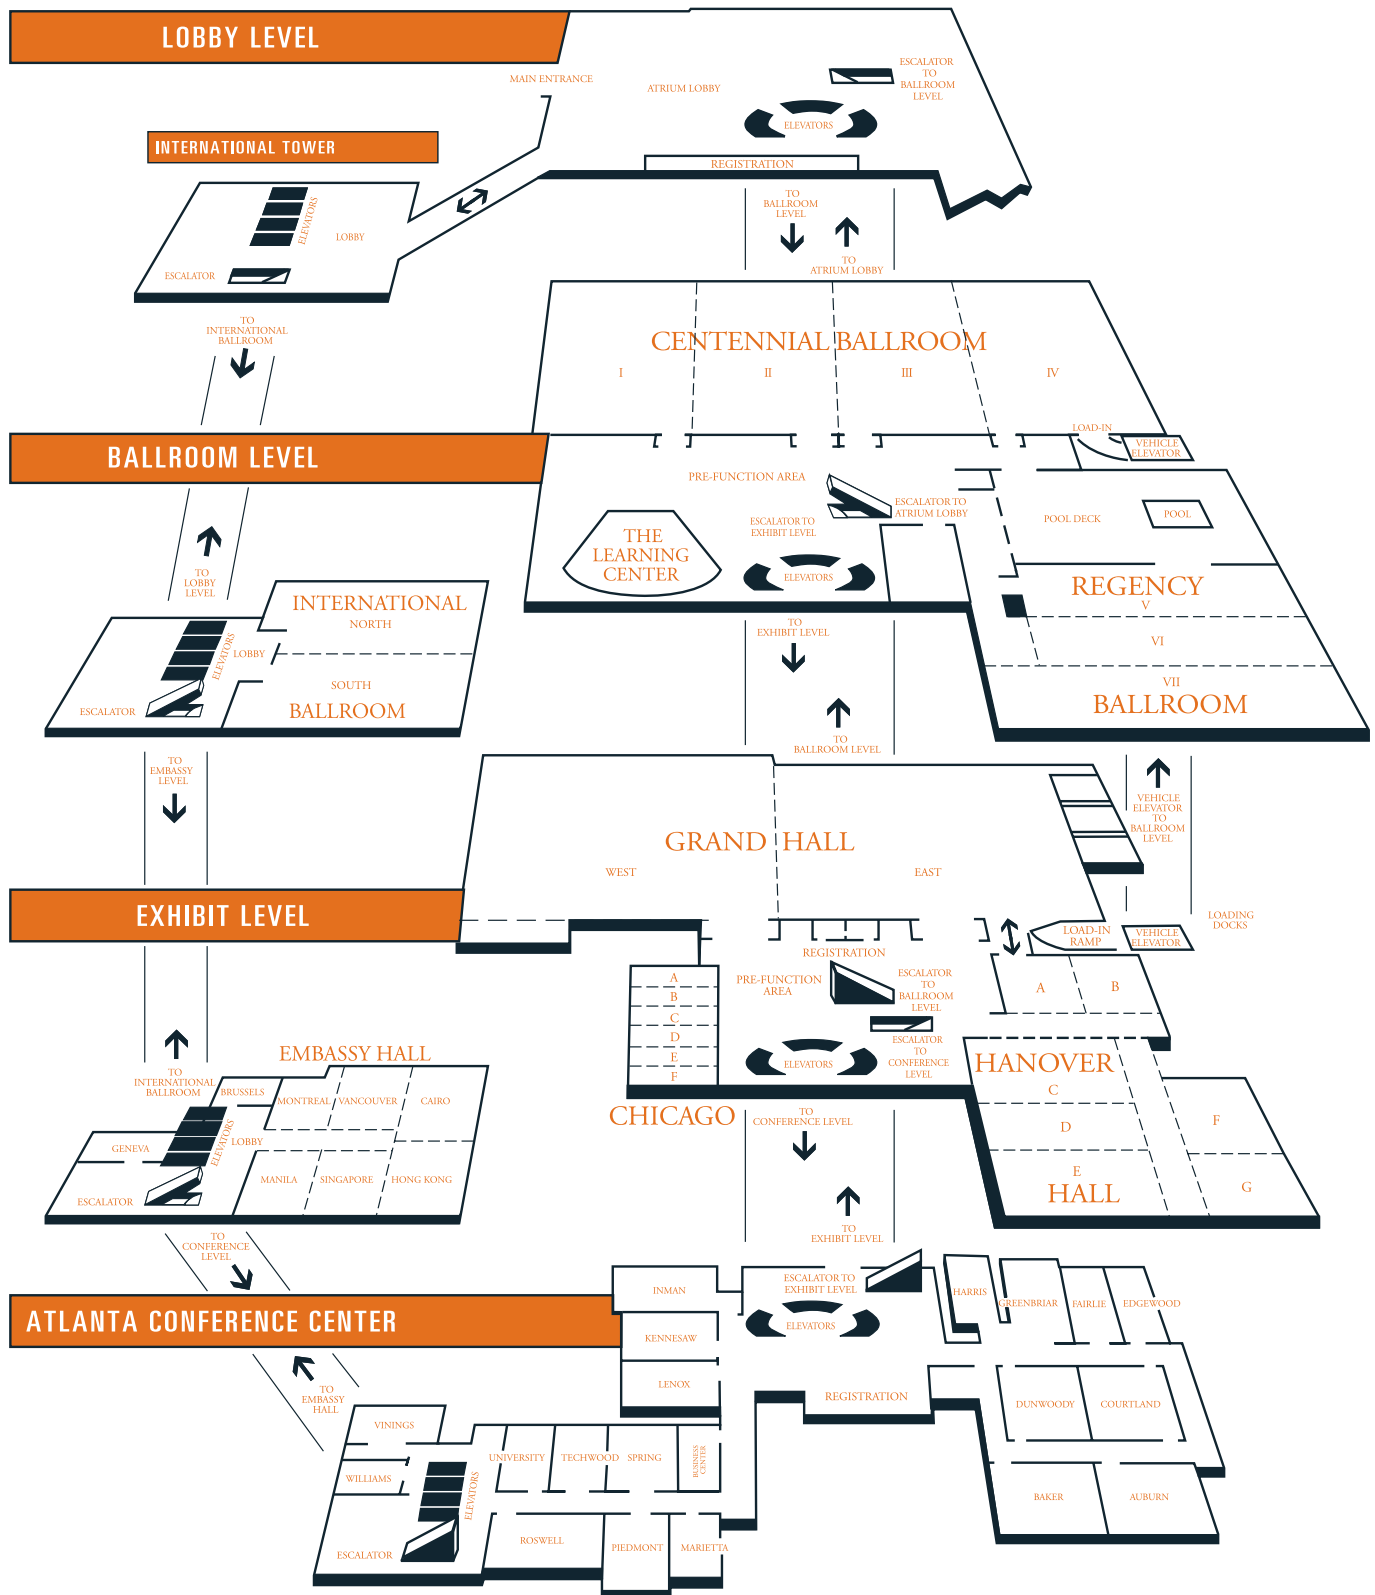 LOBBY LEVEL
MAIN ENTRANCE
ATRIUM LOBBY
ESCALATOR
TO
BALLROOM
LEVEL
ELEVATORS
REGISTRATION
INTERNATIONAL TOWER
ELEVATORS
LOBBY
ESCALATOR
TO
BALLROOM
LEVEL
TO
ATRIUM LOBBY
TO
INTERNATIONAL
BALLROOM
CENTENNIAL BALLROOM
I
II
III
IV
BALLROOM LEVEL
LOAD-IN
VEHICLE
ELEVATOR
PRE-FUNCTION AREA
ESCALATOR TO
ATRIUM LOBBY
ESCALATOR TO
EXHIBIT LEVEL
POOL DECK
POOL
THE
LEARNING
CENTER
ELEVATORS
REGENCY
V
VI
VII
BALLROOM
TO
LOBBY
LEVEL
INTERNATIONAL
NORTH
ELEVATORS
LOBBY
SOUTH
BALLROOM
ESCALATOR
TO
EXHIBIT LEVEL
TO
BALLROOM LEVEL
TO
EMBASSY
LEVEL
VEHICLE
ELEVATOR
TO
BALLROOM
LEVEL
GRAND HALL
WEST
EAST
EXHIBIT LEVEL
LOADING
DOCKS
LOAD-IN
RAMP
VEHICLE
ELEVATOR
REGISTRATION
PRE-FUNCTION
AREA
ESCALATOR
TO
BALLROOM
LEVEL
A
B
C
D
E
F
CHICAGO
ELEVATORS
ESCALATOR
TO
CONFERENCE
LEVEL
A
B
HANOVER
C
D
E
HALL
F
G
EMBASSY HALL
TO
INTERNATIONAL
BALLROOM
BRUSSELS
MONTREAL
VANCOUVER
CAIRO
GENEVA
ELEVATORS
LOBBY
MANILA
SINGAPORE
HONG KONG
ESCALATOR
TO
CONFERENCE LEVEL
TO
EXHIBIT LEVEL
TO
CONFERENCE
LEVEL
ATLANTA CONFERENCE CENTER
INMAN
KENNESAW
LENOX
ESCALATOR TO
EXHIBIT LEVEL
ELEVATORS
REGISTRATION
HARRIS
GREENBRIAR
FAIRLIE
EDGEWOOD
DUNWOODY
COURTLAND
BAKER
AUBURN
TO
EMBASSY
HALL
VININGS
WILLIAMS
ELEVATORS
ESCALATOR
UNIVERSITY
TECHWOOD
SPRING
BUSINESS
CENTER
ROSWELL
PIEDMONT
MARIETTA